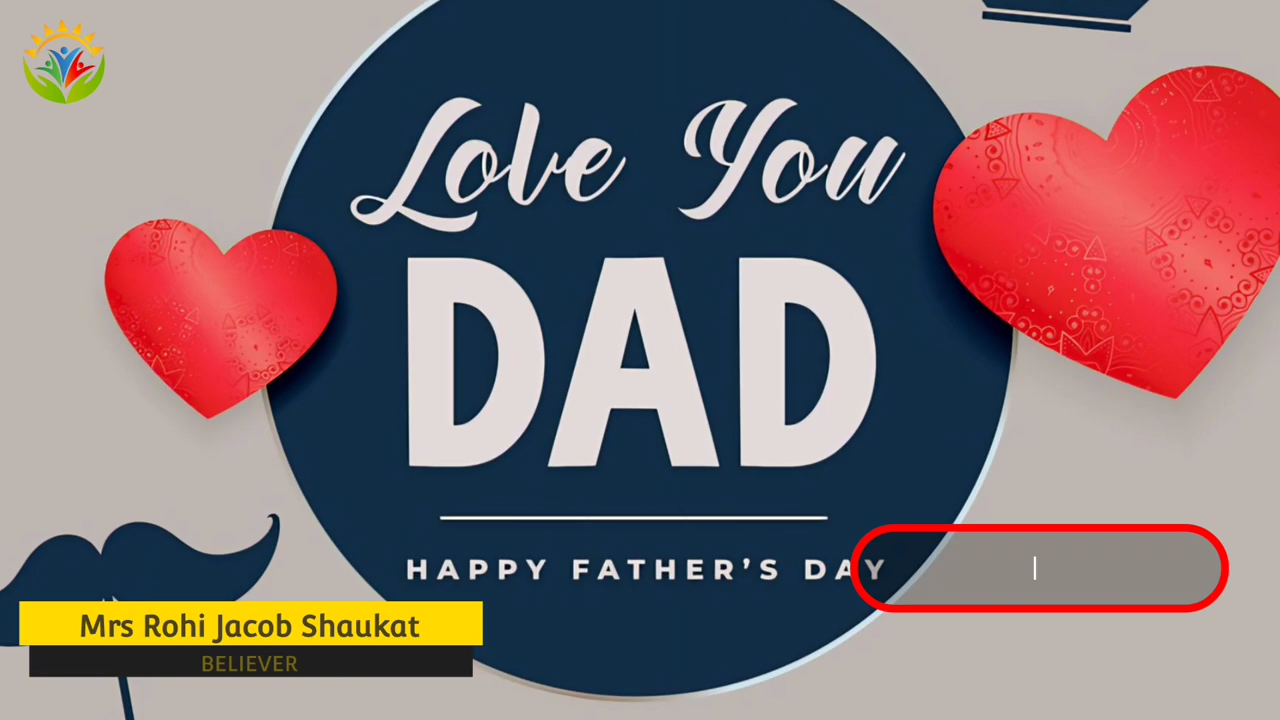 Love You
DAD
HAPPY FATHER'S DAY
Mrs Rohi Jacob Shaukat
BELIEVER